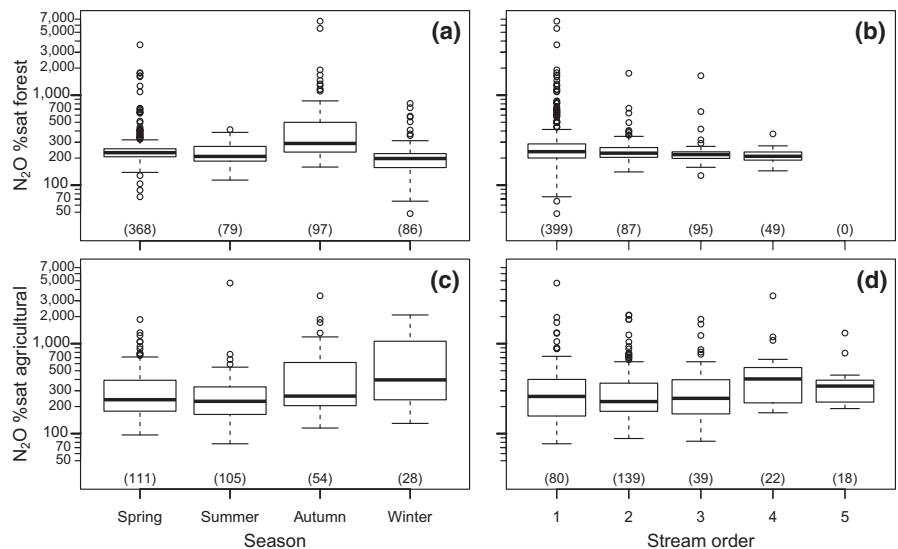 7,000
5,000
3,000
2,000
1,000
700
500
300
200
100
70
50
N₂O %sat forest
(a)
(368) (79) (97) (86)
(b)
(399) (87) (95) (49) (0)
7,000
5,000
3,000
2,000
1,000
700
500
300
200
100
70
50
N₂O %sat agricultural
(c)
(111) (105) (54) (28)
Spring Summer Autumn Winter
Season
(d)
(80) (139) (39) (22) (18)
1 2 3 4 5
Stream order